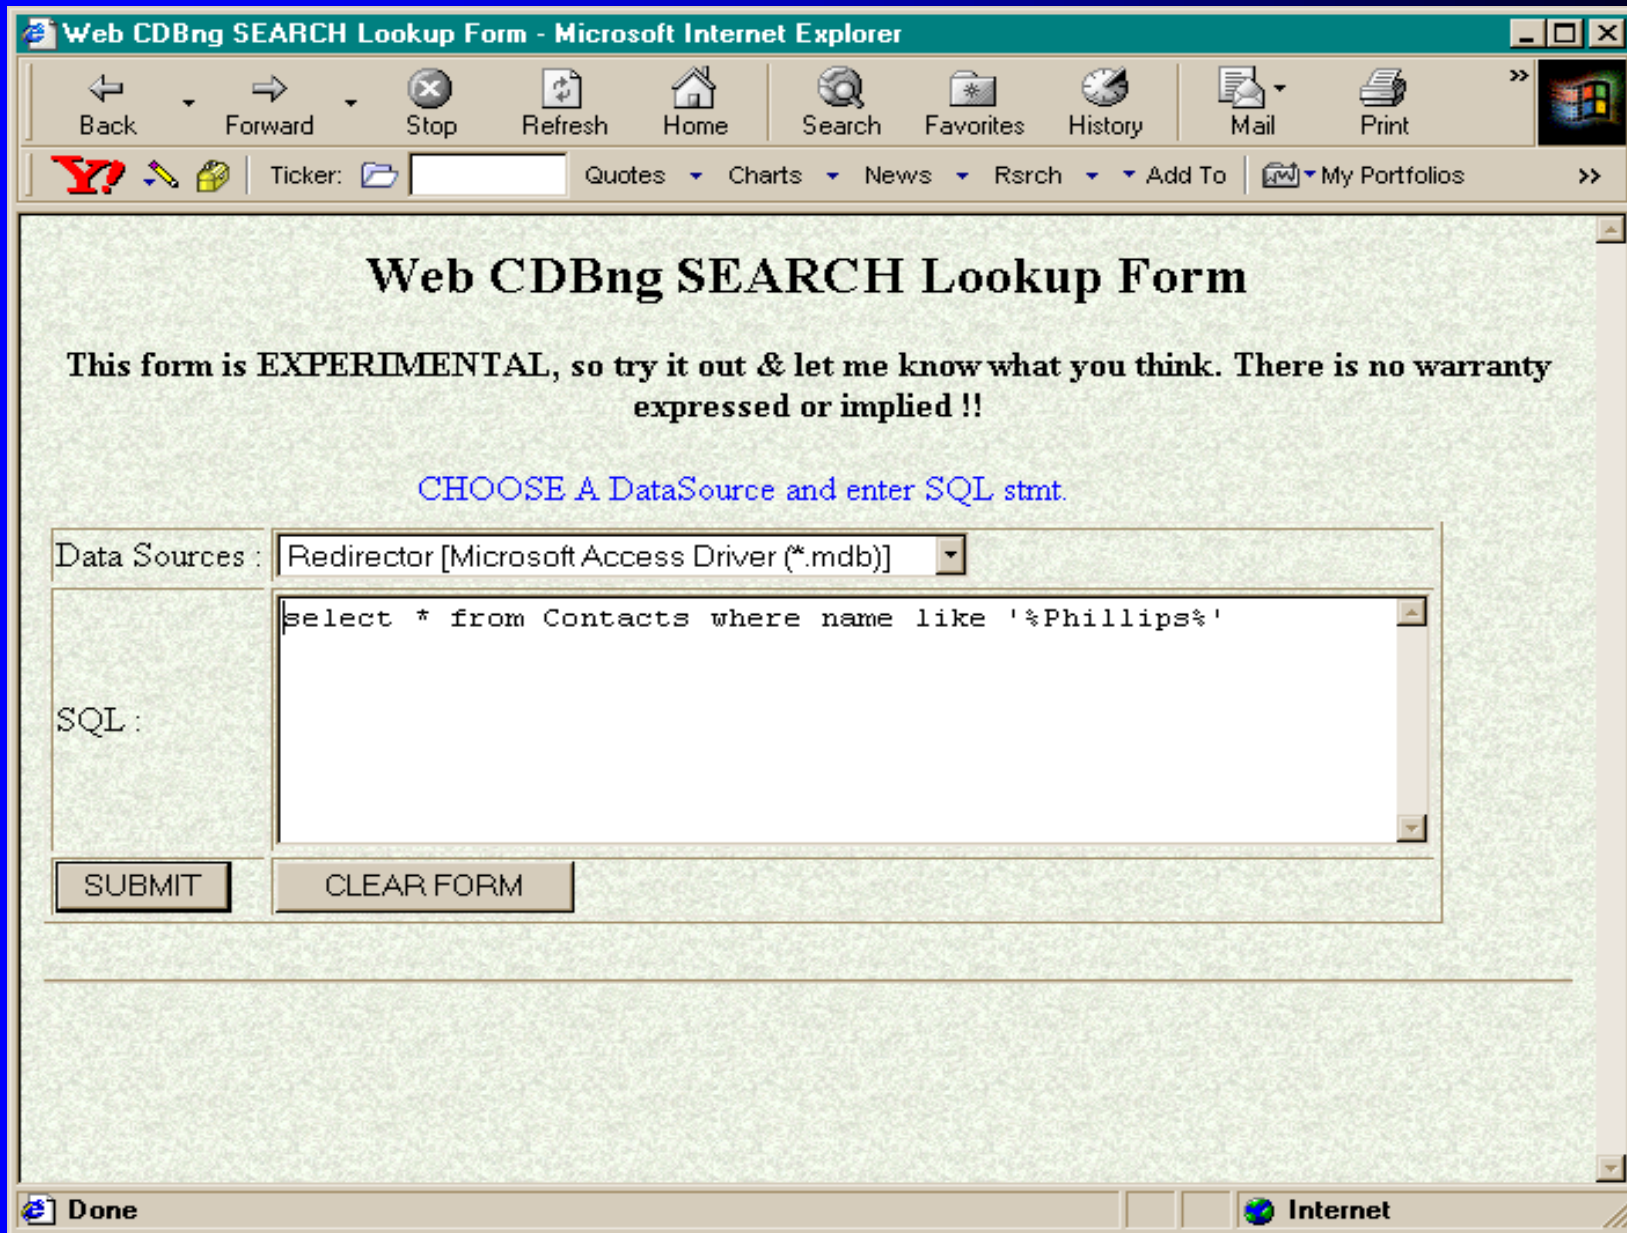 Web CDBng SEARCH Lookup Form - Microsoft Internet Explorer
Back Forward Stop Refresh Home Search Favorites History Mail Print »
Y! Ticker: Quotes Charts News Rsrch Add To My Portfolios »
Web CDBng SEARCH Lookup Form
This form is EXPERIMENTAL, so try it out & let me know what you think. There is no warranty
expressed or implied !!
CHOOSE A DataSource and enter SQL stmt.
Data Sources : Redirector [Microsoft Access Driver (*.mdb)]
select * from Contacts where name like '%Phillips%'
SQL :
SUBMIT CLEAR FORM
Done Internet